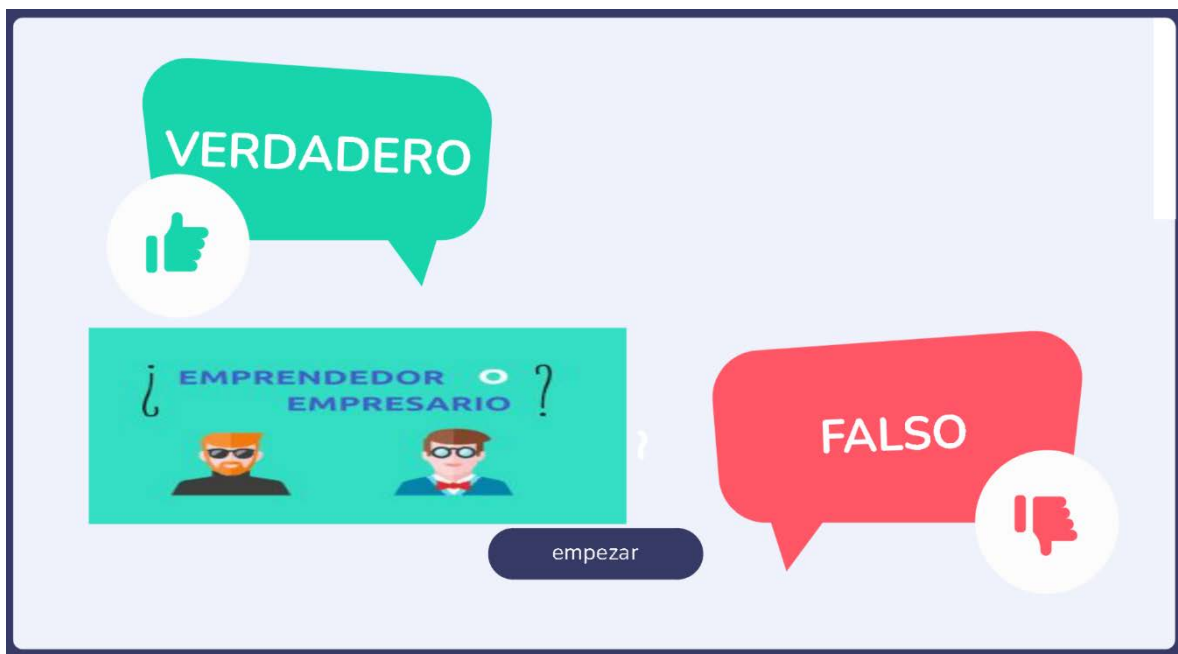 VERDADERO
¿ EMPRENDEDOR O ?
EMPRESARIO
?
FALSO
empezar